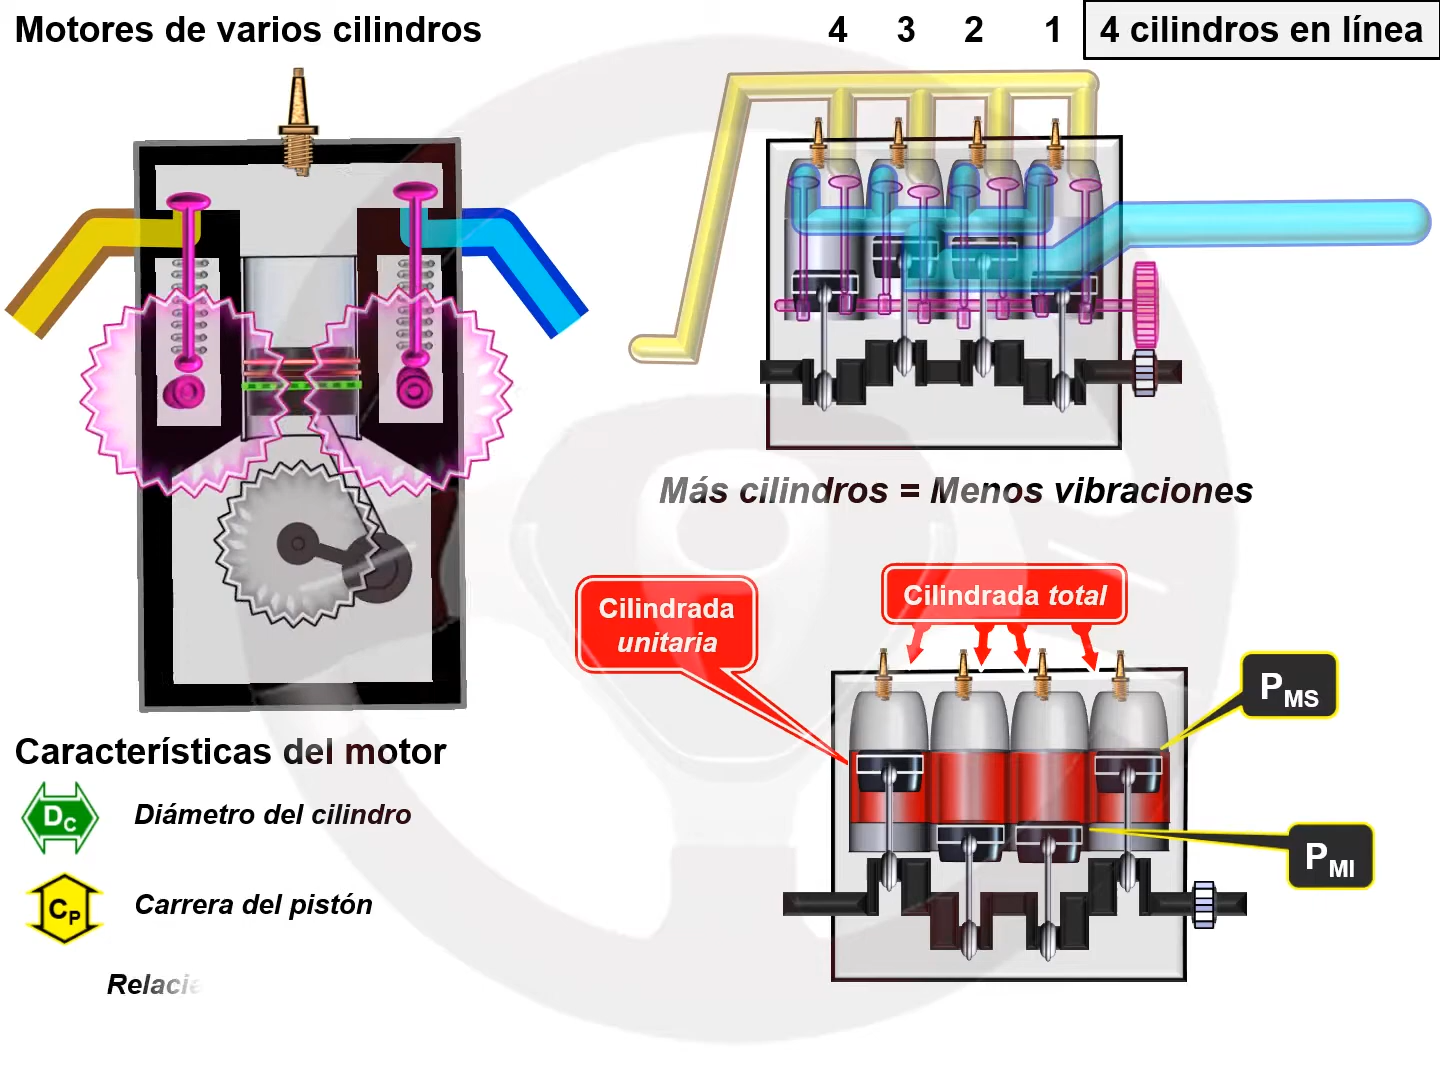 Motores de varios cilindros
4 3 2 1
4 cilindros en línea
Más cilindros = Menos vibraciones
Cilindrada
unitaria
Cilindrada total
PMS
PMI
Características del motor
DC
Diámetro del cilindro
CP
Carrera del pistón
Relacie